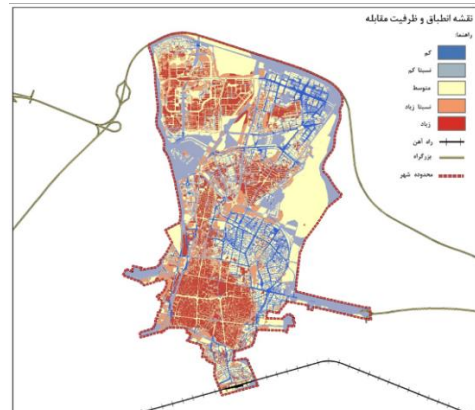 نقشه انطباق و ظرفیت مقابله
راهنما:
کم
نسبتا کم
متوسط
نسبتا زیاد
زیاد
راه آهن
بزرگراه
محدوده شهر